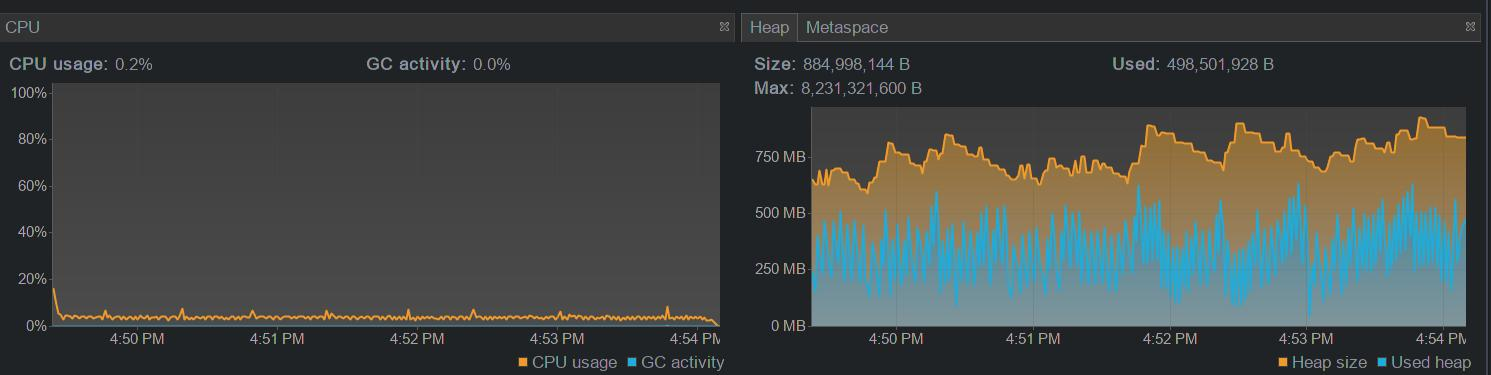 CPU
CPU usage: 0.2% GC activity: 0.0%
100%
80%
60%
40%
20%
0%
4:50 PM 4:51 PM 4:52 PM 4:53 PM 4:54 PM
CPU usage GC activity
Heap Metaspace
Size: 884,998,144 B Used: 498,501,928 B
Max: 8,231,321,600 B
750 MB
500 MB
250 MB
0 MB
4:50 PM 4:51 PM 4:52 PM 4:53 PM 4:54 PM
Heap size Used heap